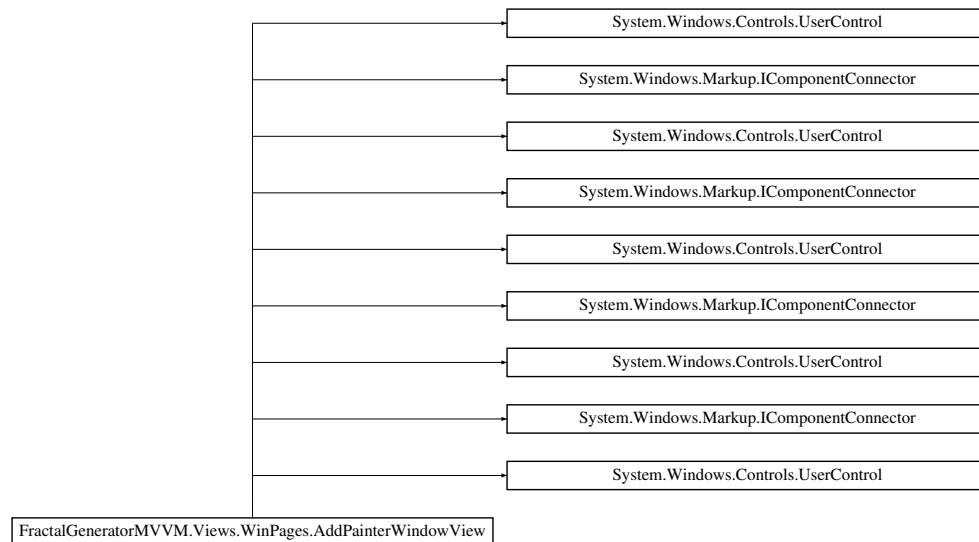 System.Windows.Controls.UserControl
System.Windows.Markup.IComponentConnector
System.Windows.Controls.UserControl
System.Windows.Markup.IComponentConnector
System.Windows.Controls.UserControl
System.Windows.Markup.IComponentConnector
System.Windows.Controls.UserControl
System.Windows.Markup.IComponentConnector
System.Windows.Controls.UserControl
FractalGeneratorMVVM.Views.WinPages.AddPainterWindowView